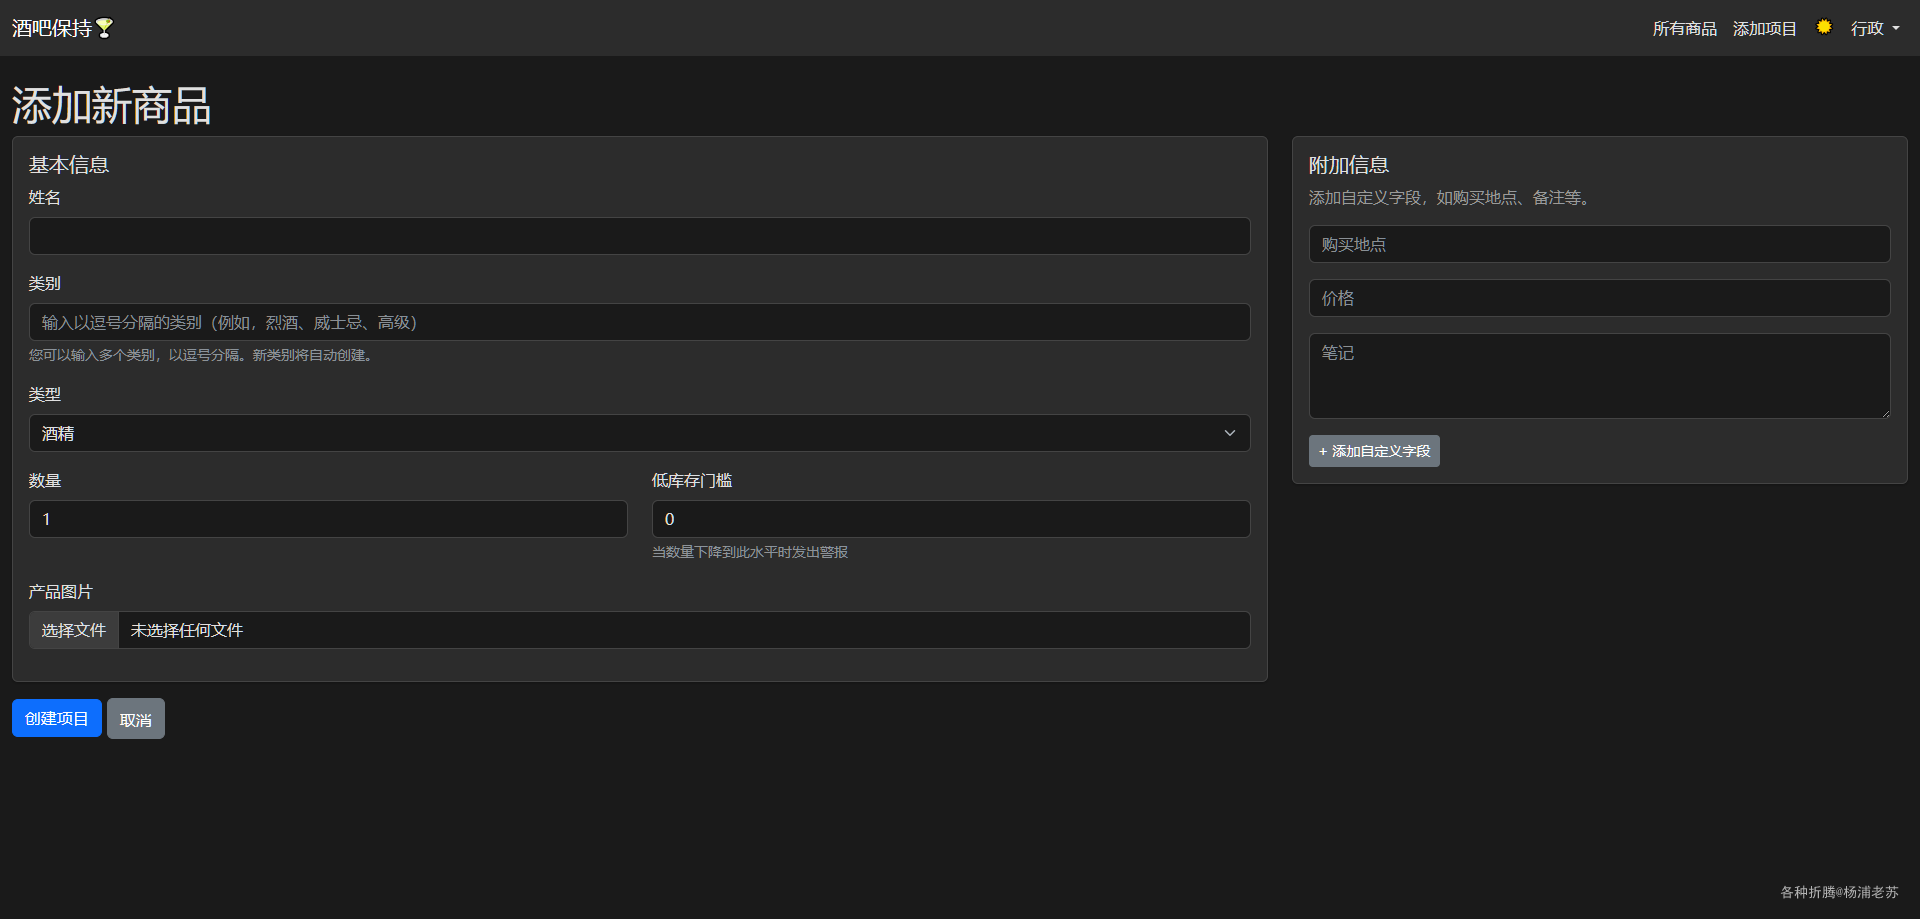 酒吧保持🍸
所有商品 添加项目 行政
添加新商品
基本信息
姓名
类别
输入以逗号分隔的类别（例如，烈酒、威士忌、高级）
您可以输入多个类别，以逗号分隔。新类别将自动创建。
类型
酒精
数量
低库存门槛
1
0
当数量下降到此水平时发出警报
产品图片
选择文件 未选择任何文件
附加信息
添加自定义字段，如购买地点、备注等。
购买地点
价格
笔记
+ 添加自定义字段
创建项目 取消
各种折腾@杨浦老苏